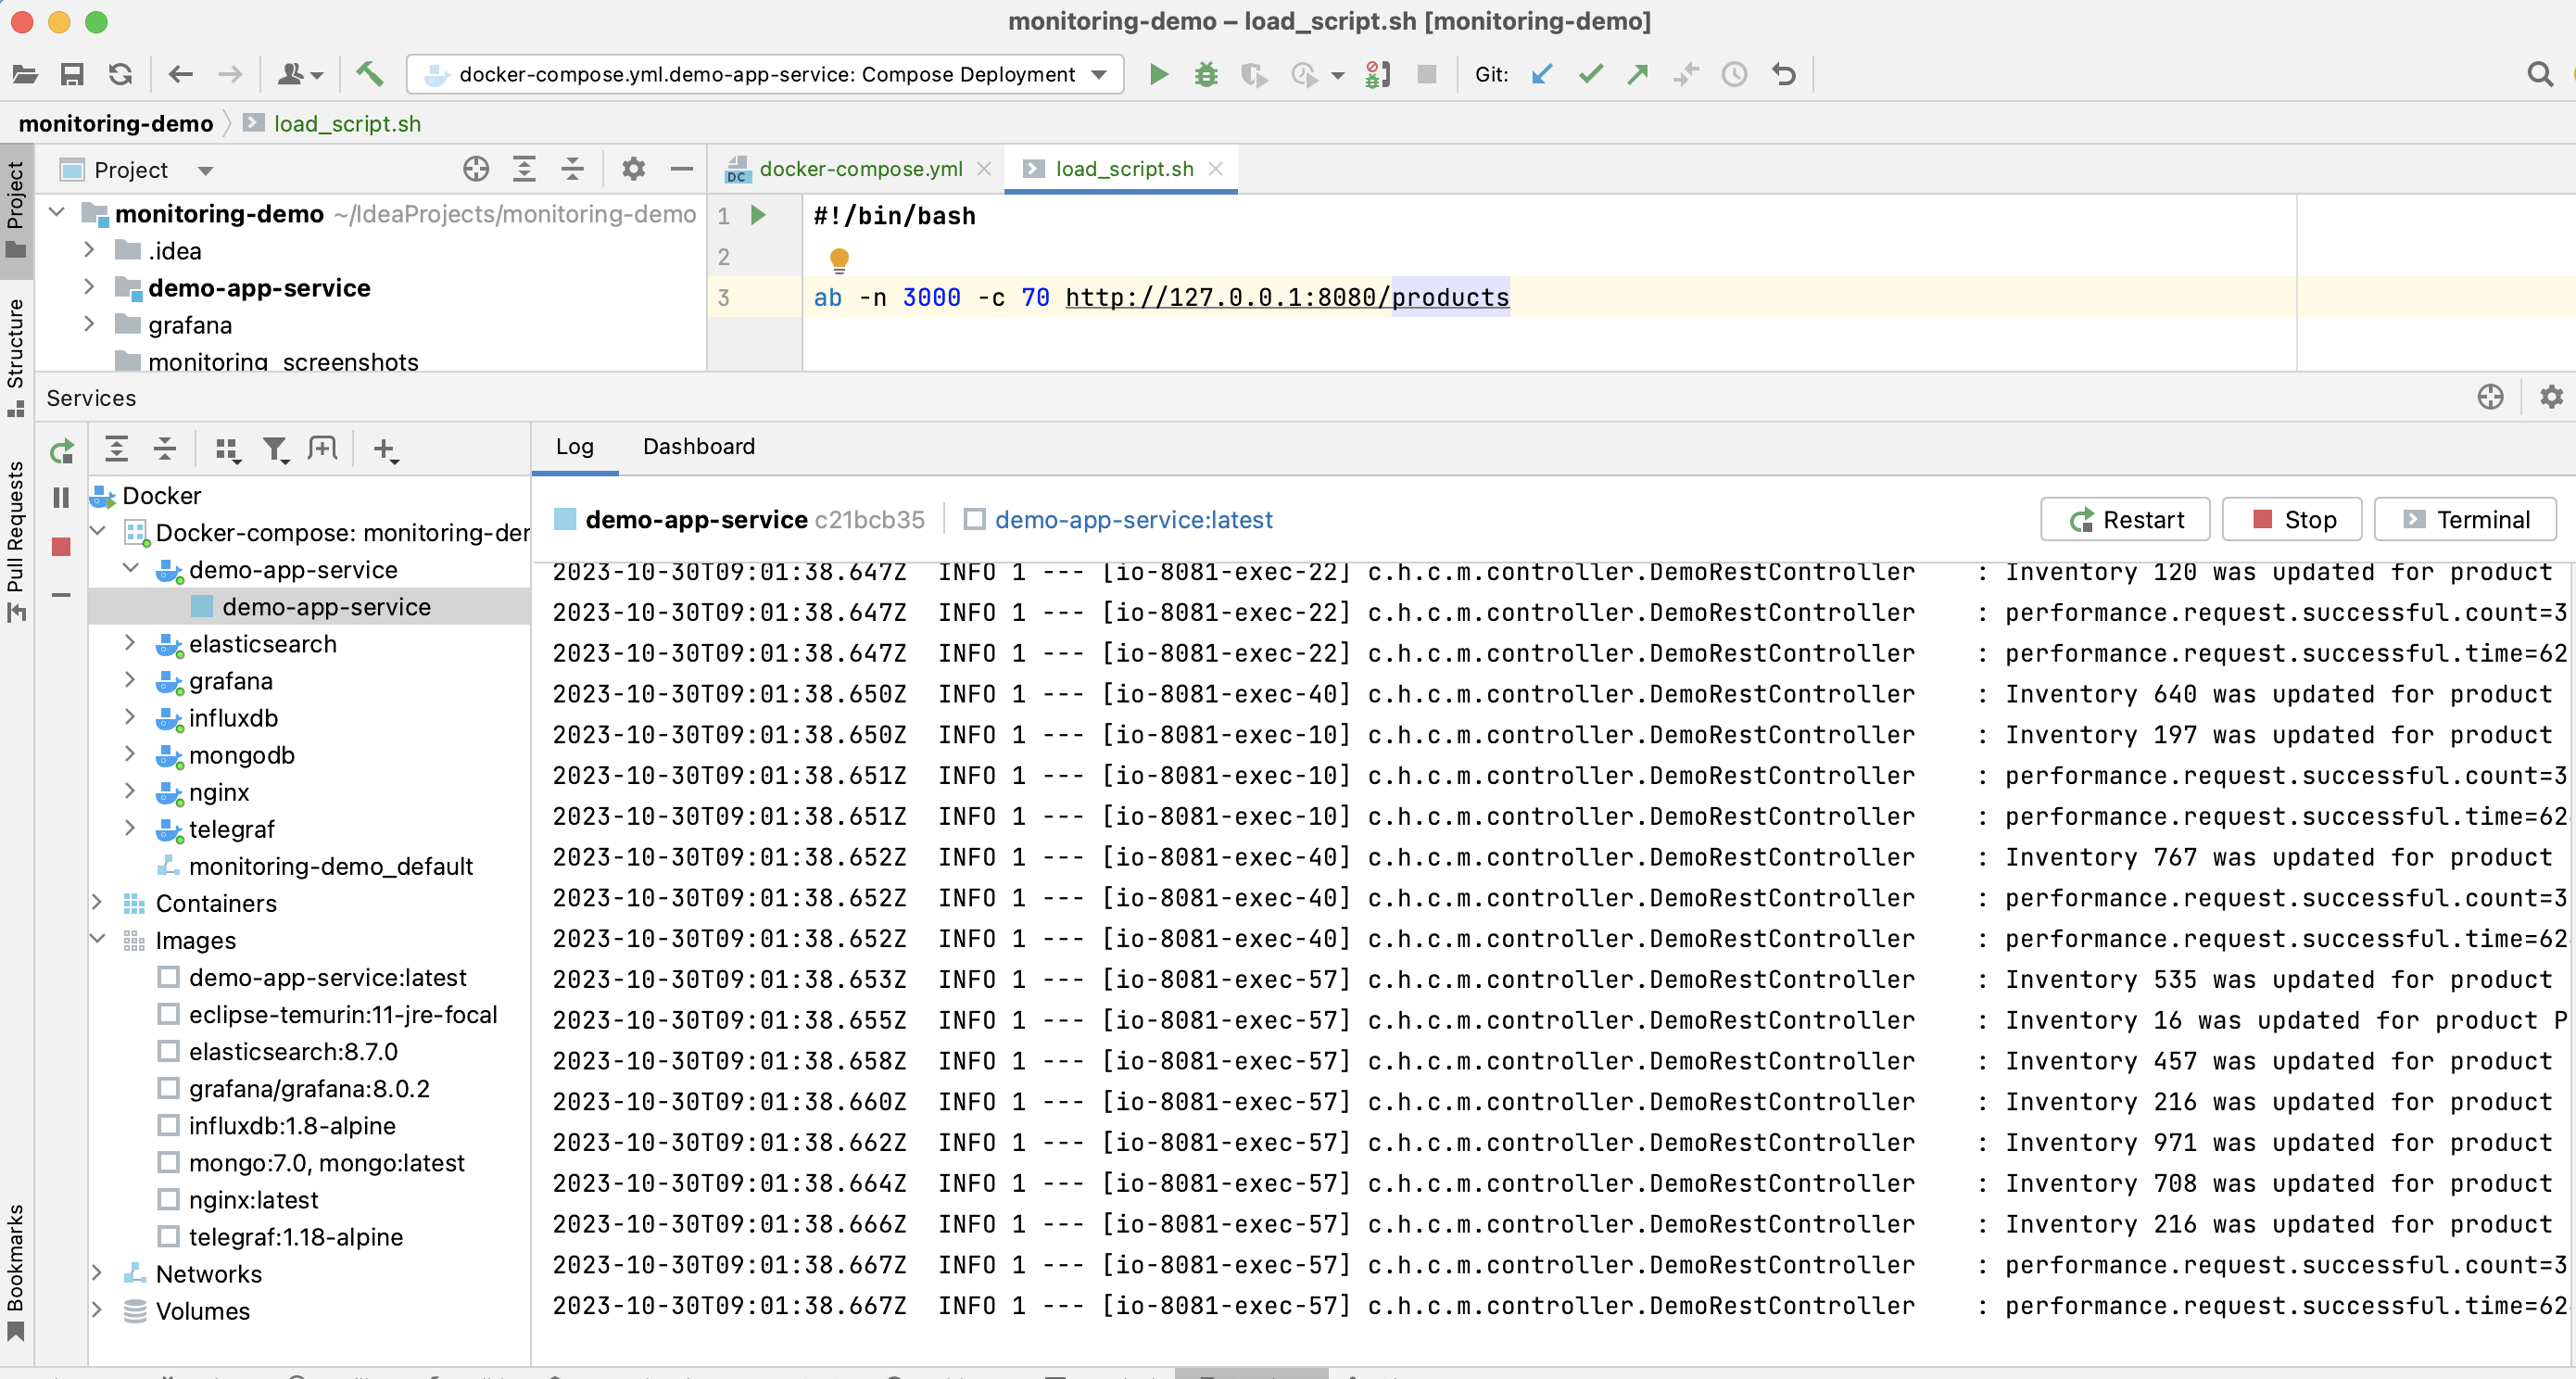 monitoring-demo – load_script.sh [monitoring-demo]
docker-compose.yml.demo-app-service: Compose Deployment
Git:
monitoring-demo
load_script.sh
Project
docker-compose.yml
load_script.sh
Project
Structure
Pull Requests
Bookmarks
monitoring-demo ~/IdeaProjects/monitoring-demo
.idea
demo-app-service
grafana
monitoring_screenshots
1 #!/bin/bash
2
3 ab -n 3000 -c 70 http://127.0.0.1:8080/products
Services
Log Dashboard
Docker
Docker-compose: monitoring-der
demo-app-service
demo-app-service
elasticsearch
grafana
influxdb
mongodb
nginx
telegraf
monitoring-demo_default
Containers
Images
demo-app-service:latest
eclipse-temurin:11-jre-focal
elasticsearch:8.7.0
grafana/grafana:8.0.2
influxdb:1.8-alpine
mongo:7.0, mongo:latest
nginx:latest
telegraf:1.18-alpine
Networks
Volumes
demo-app-service c21bcb35 demo-app-service:latest
Restart Stop Terminal
2023-10-30T09:01:38.647Z INFO 1 --- [io-8081-exec-22] c.h.c.m.controller.DemoRestController : Inventory 120 was updated for product
2023-10-30T09:01:38.647Z INFO 1 --- [io-8081-exec-22] c.h.c.m.controller.DemoRestController : performance.request.successful.count=3
2023-10-30T09:01:38.647Z INFO 1 --- [io-8081-exec-22] c.h.c.m.controller.DemoRestController : performance.request.successful.time=62
2023-10-30T09:01:38.650Z INFO 1 --- [io-8081-exec-40] c.h.c.m.controller.DemoRestController : Inventory 640 was updated for product
2023-10-30T09:01:38.650Z INFO 1 --- [io-8081-exec-10] c.h.c.m.controller.DemoRestController : Inventory 197 was updated for product
2023-10-30T09:01:38.651Z INFO 1 --- [io-8081-exec-10] c.h.c.m.controller.DemoRestController : performance.request.successful.count=3
2023-10-30T09:01:38.651Z INFO 1 --- [io-8081-exec-10] c.h.c.m.controller.DemoRestController : performance.request.successful.time=62
2023-10-30T09:01:38.652Z INFO 1 --- [io-8081-exec-40] c.h.c.m.controller.DemoRestController : Inventory 767 was updated for product
2023-10-30T09:01:38.652Z INFO 1 --- [io-8081-exec-40] c.h.c.m.controller.DemoRestController : performance.request.successful.count=3
2023-10-30T09:01:38.652Z INFO 1 --- [io-8081-exec-40] c.h.c.m.controller.DemoRestController : performance.request.successful.time=62
2023-10-30T09:01:38.653Z INFO 1 --- [io-8081-exec-57] c.h.c.m.controller.DemoRestController : Inventory 535 was updated for product
2023-10-30T09:01:38.655Z INFO 1 --- [io-8081-exec-57] c.h.c.m.controller.DemoRestController : Inventory 16 was updated for product P
2023-10-30T09:01:38.658Z INFO 1 --- [io-8081-exec-57] c.h.c.m.controller.DemoRestController : Inventory 457 was updated for product
2023-10-30T09:01:38.660Z INFO 1 --- [io-8081-exec-57] c.h.c.m.controller.DemoRestController : Inventory 216 was updated for product
2023-10-30T09:01:38.662Z INFO 1 --- [io-8081-exec-57] c.h.c.m.controller.DemoRestController : Inventory 971 was updated for product
2023-10-30T09:01:38.664Z INFO 1 --- [io-8081-exec-57] c.h.c.m.controller.DemoRestController : Inventory 708 was updated for product
2023-10-30T09:01:38.666Z INFO 1 --- [io-8081-exec-57] c.h.c.m.controller.DemoRestController : Inventory 216 was updated for product
2023-10-30T09:01:38.667Z INFO 1 --- [io-8081-exec-57] c.h.c.m.controller.DemoRestController : performance.request.successful.count=3
2023-10-30T09:01:38.667Z INFO 1 --- [io-8081-exec-57] c.h.c.m.controller.DemoRestController : performance.request.successful.time=62